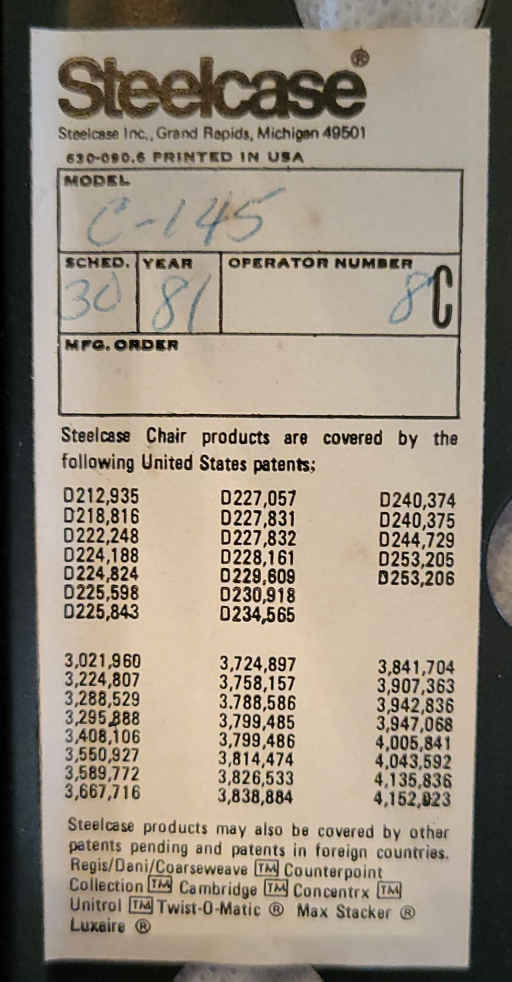 Steelcase ®
Steelcase Inc., Grand Rapids, Michigan 49501
630-090.6 PRINTED IN USA
MODEL
C-145
SCHED. YEAR OPERATOR NUMBER
30 81 8C
MFG. ORDER
Steelcase Chair products are covered by the
following United States patents;
D212,935 D227,057 D240,374
D218,816 D227,831 D240,375
D222,248 D227,832 D244,729
D224,188 D228,161 D253,205
D224,824 D229,609 D253,206
D225,598 D230,918
D225,843 D234,565
3,021,960 3,724,897 3,841,704
3,224,807 3,758,157 3,907,363
3,288,529 3.788,586 3,942,836
3,295,888 3,799,485 3,947,068
3,408,106 3,799,486 4,005,841
3,550,927 3,814,474 4,043,592
3,589,772 3,826,533 4,135,836
3,667,716 3,838,884 4,152,023
Steelcase products may also be covered by other
patents pending and patents in foreign countries.
Regis/Dani/Coarseweave TM Counterpoint
Collection TM Cambridge TM Concentrx TM
Unitrol TM Twist-O-Matic ® Max Stacker ®
Luxaire ®